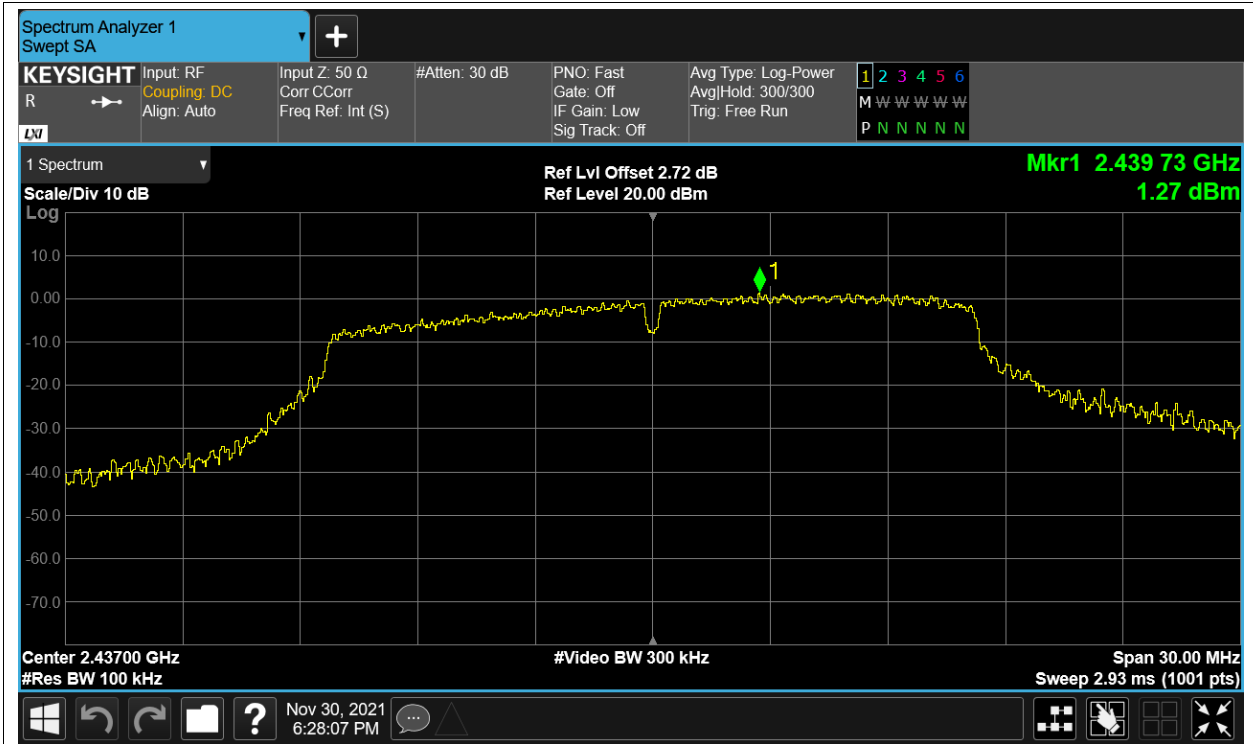 Spectrum Analyzer 1
Swept SA
KEYSIGHT
R
LXI
Input: RF
Coupling: DC
Align: Auto
Input Z: 50 Ω
Corr CCorr
Freq Ref: Int (S)
#Atten: 30 dB
PNO: Fast
Gate: Off
IF Gain: Low
Sig Track: Off
Avg Type: Log-Power
Avg|Hold: 300/300
Trig: Free Run
1 2 3 4 5 6
M W W W W W
P N N N N N
1 Spectrum
Scale/Div 10 dB
Ref Lvl Offset 2.72 dB
Ref Level 20.00 dBm
Mkr1 2.439 73 GHz
1.27 dBm
Log
10.0
0.00
-10.0
-20.0
-30.0
-40.0
-50.0
-60.0
-70.0
1
Center 2.43700 GHz
#Res BW 100 kHz
#Video BW 300 kHz
Span 30.00 MHz
Sweep 2.93 ms (1001 pts)
?
Nov 30, 2021
6:28:07 PM